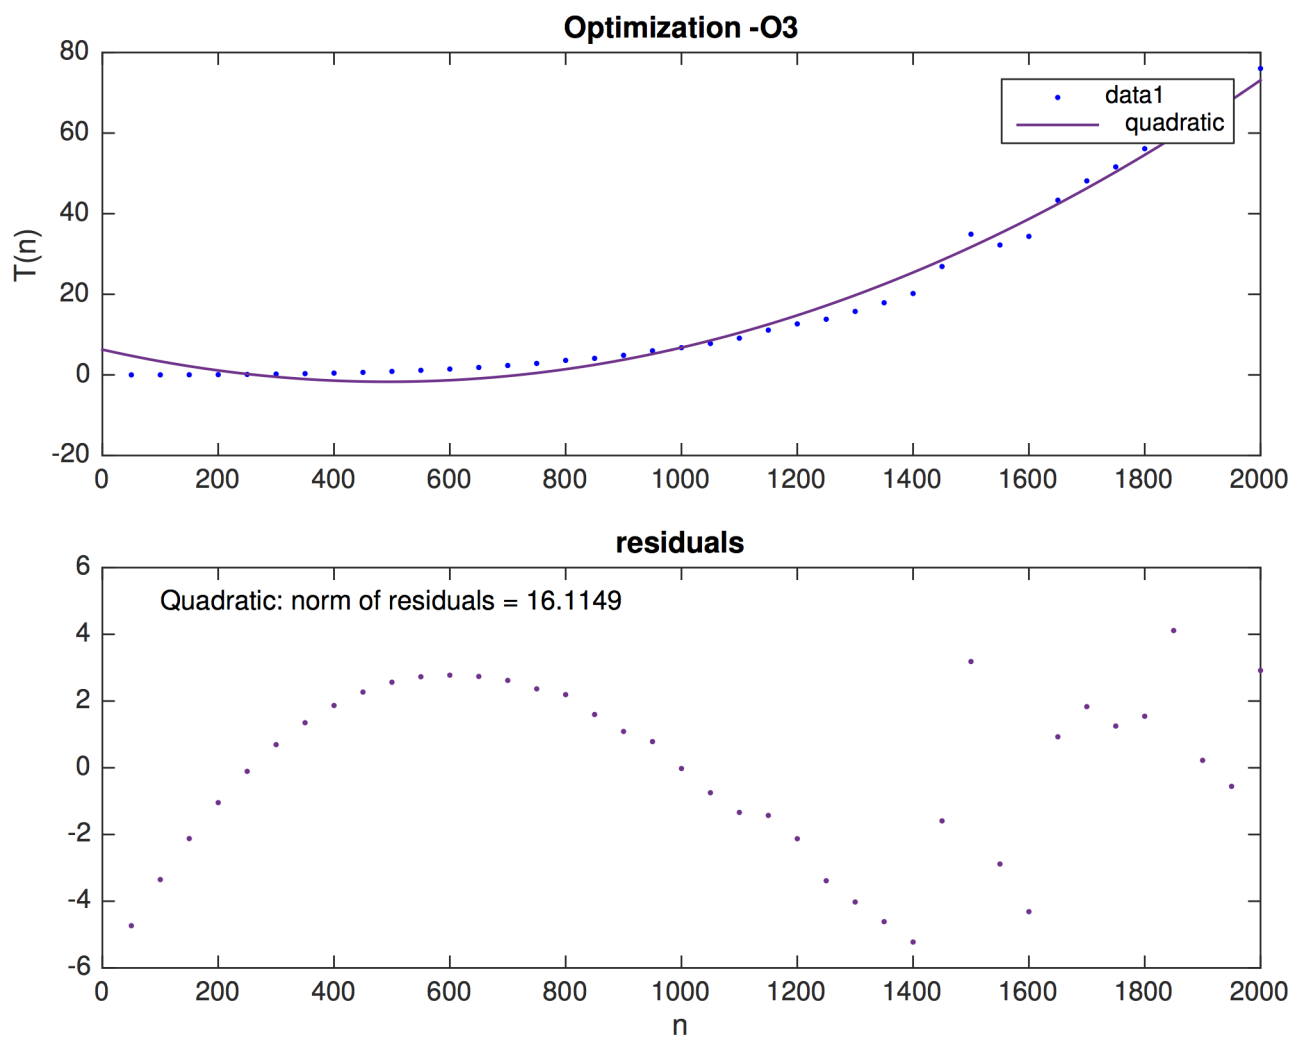 Optimization -O3
80
60
40
20
0
-20
T(n)
data1
quadratic
0 200 400 600 800 1000 1200 1400 1600 1800 2000
residuals
6
4
2
0
-2
-4
-6
Quadratic: norm of residuals = 16.1149
0 200 400 600 800 1000 1200 1400 1600 1800 2000
n